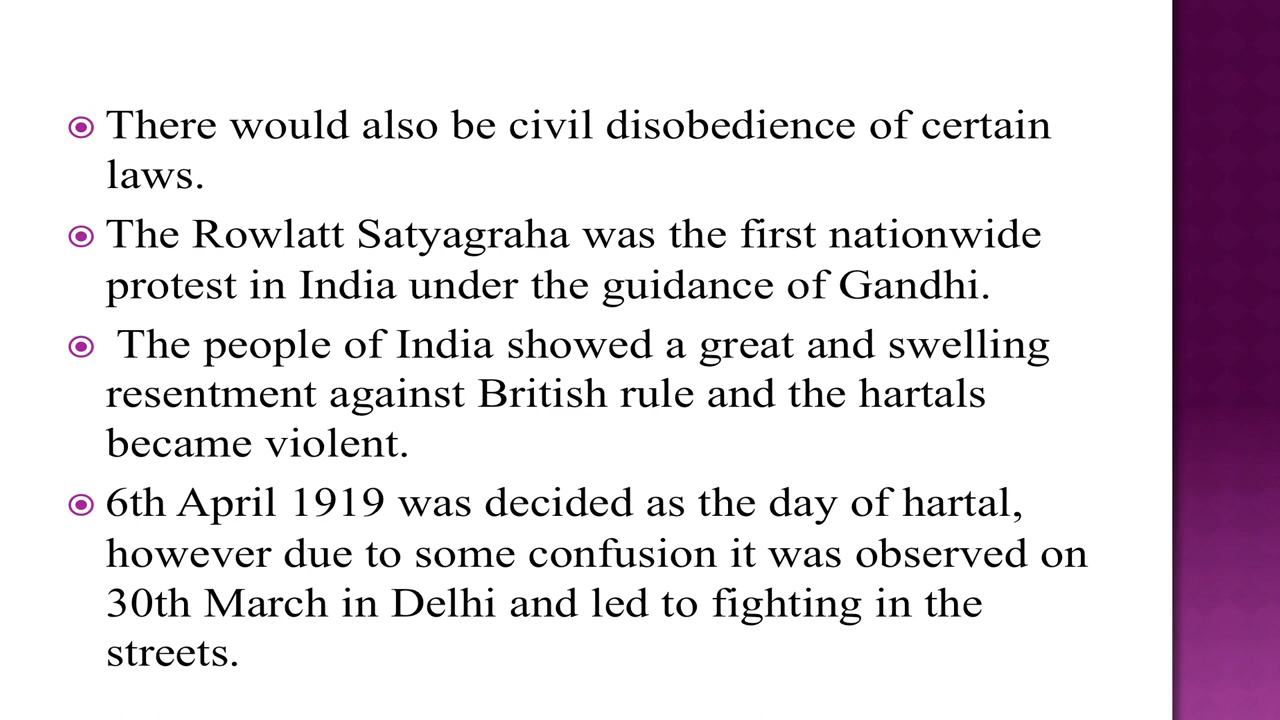 There would also be civil disobedience of certain
laws.
The Rowlatt Satyagraha was the first nationwide
protest in India under the guidance of Gandhi.
The people of India showed a great and swelling
resentment against British rule and the hartals
became violent.
6th April 1919 was decided as the day of hartal,
however due to some confusion it was observed on
30th March in Delhi and led to fighting in the
streets.